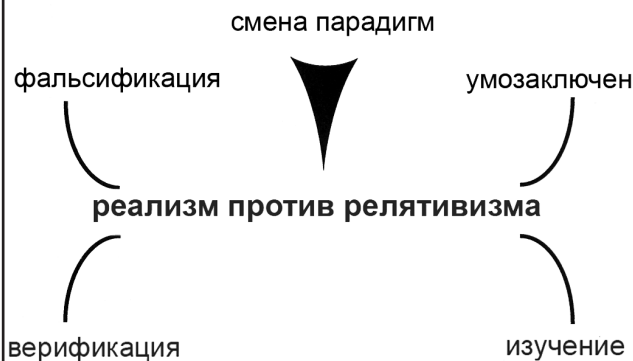 смена парадигм
фальсификация
умозаключен
реализм против релятивизма
верификация
изучение